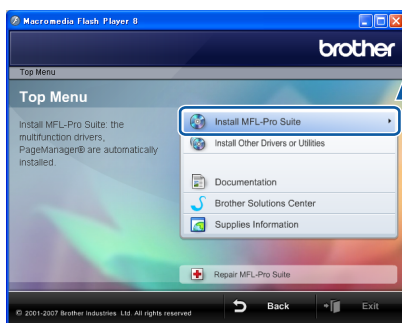 Macromedia Flash Player 8
brother
Top Menu
Top Menu
Install MFL-Pro Suite: the
multifunction drivers,
PageManager® are automatically
installed.
Install MFL-Pro Suite
Install Other Drivers or Utilities
Documentation
Brother Solutions Center
Supplies Information
Repair MFL-Pro Suite
© 2001-2007 Brother Industries Ltd. All rights reserved
Back
Exit